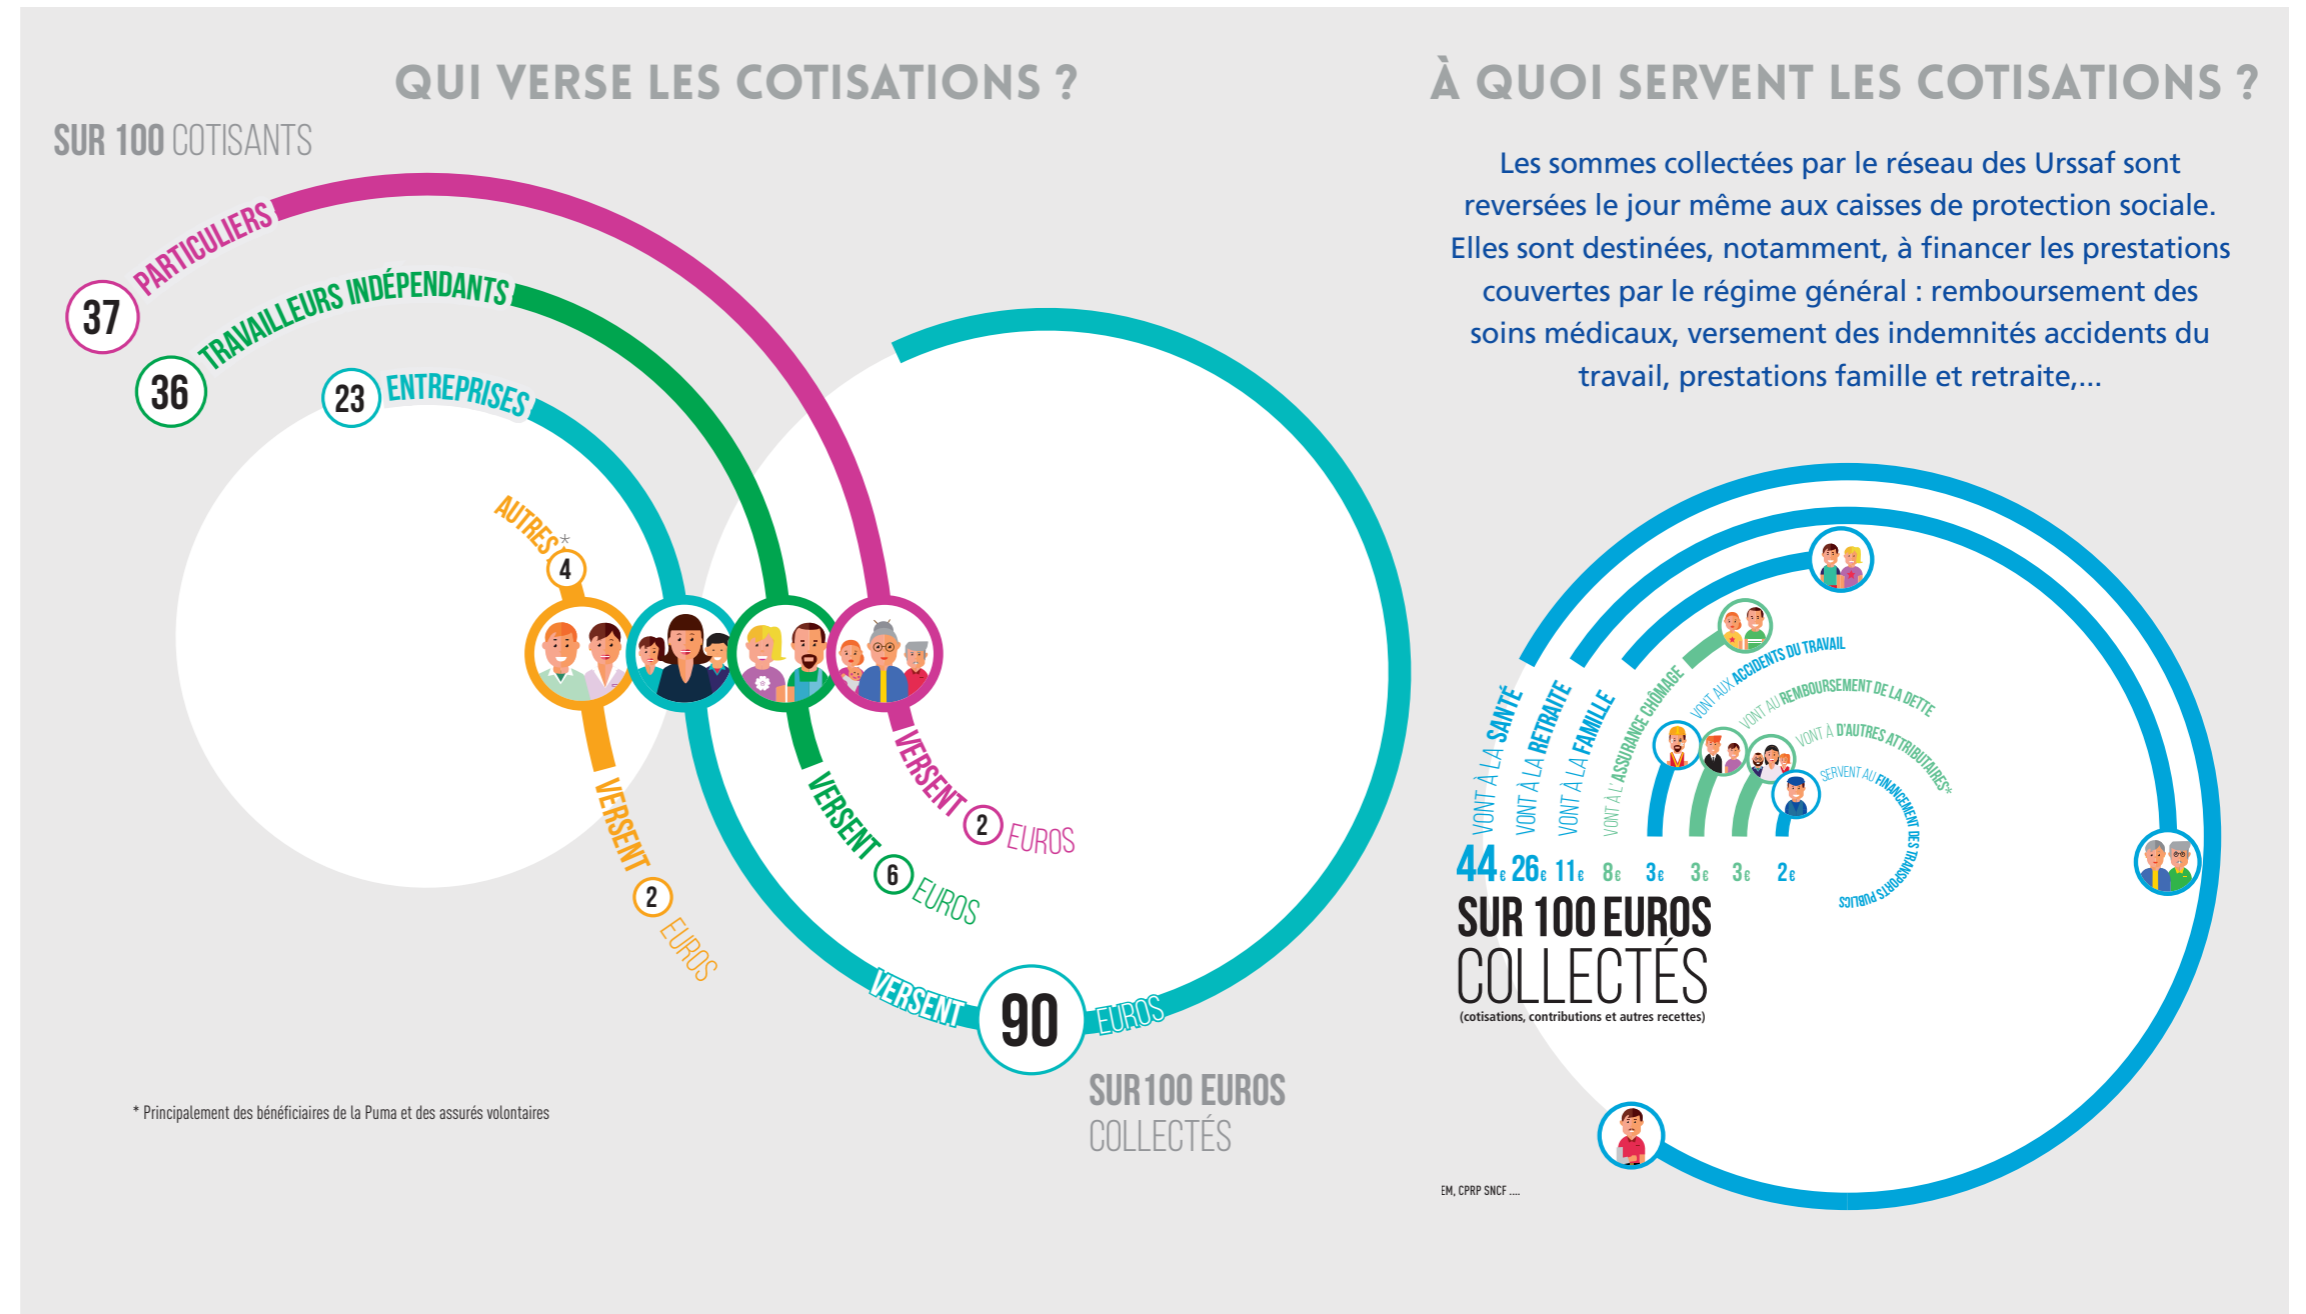 QUI VERSE LES COTISATIONS ?
SUR 100 COTISANTS
37 PARTICULIERS
36 TRAVAILLEURS INDÉPENDANTS
23 ENTREPRISES
AUTRES*
4
VERSENT 2 EUROS
VERSENT 6 EUROS
VERSENT 2 EUROS
VERSENT 90 EUROS
SUR 100 EUROS
COLLECTÉS
* Principalement des bénéficiaires de la Puma et des assurés volontaires
À QUOI SERVENT LES COTISATIONS ?
Les sommes collectées par le réseau des Urssaf sont
reversées le jour même aux caisses de protection sociale.
Elles sont destinées, notamment, à financer les prestations
couvertes par le régime général : remboursement des
soins médicaux, versement des indemnités accidents du
travail, prestations famille et retraite,...
VONT À LA SANTÉ
VONT À LA RETRAITE
VONT À LA FAMILLE
VONT À L'ASSURANCE CHÔMAGE
VONT AUX ACCIDENTS DU TRAVAIL
VONT AU REMBOURSEMENT DE LA DETTE
VONT À D'AUTRES ATTRIBUTAIRES*
SERVENT AU FINANCEMENT DES TRANSPORTS PUBLICS
44€ 26€ 11€ 8€ 3€ 3€ 3€ 2€
SUR 100 EUROS
COLLECTÉS
(cotisations, contributions et autres recettes)
EM, CPRP SNCF ....